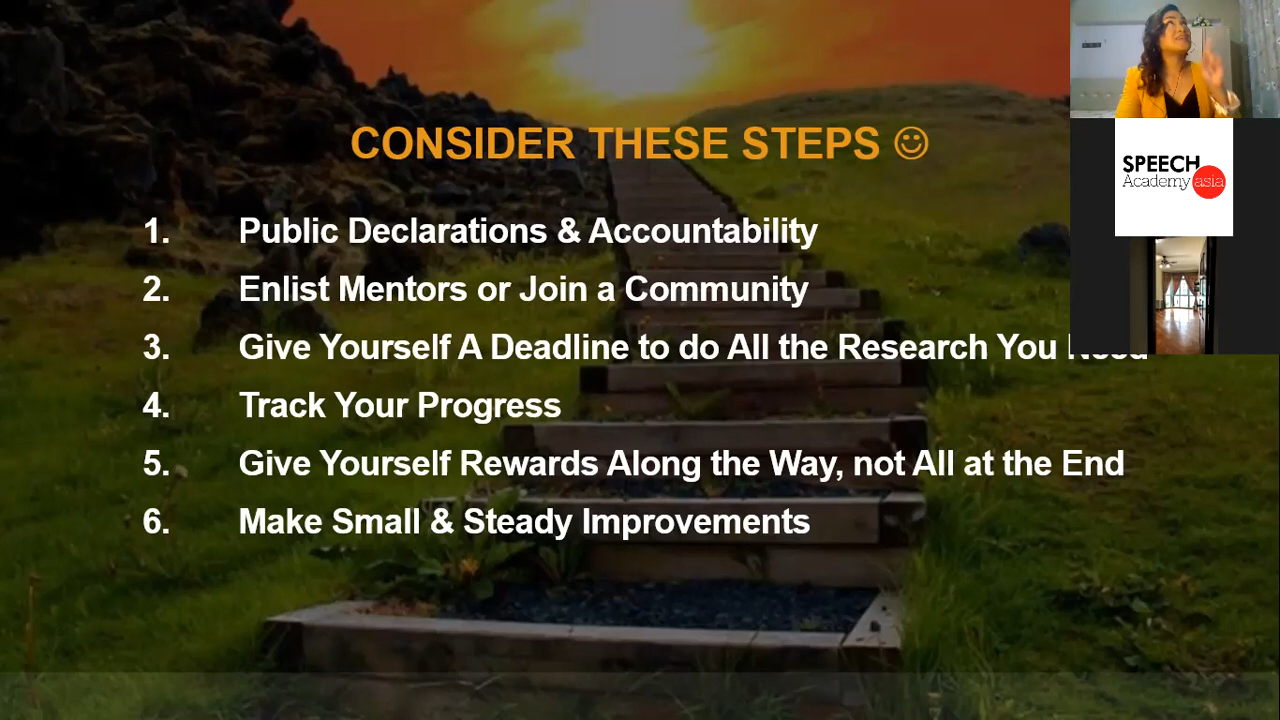 CONSIDER THESE STEPS ☺
1. Public Declarations & Accountability
2. Enlist Mentors or Join a Community
3. Give Yourself A Deadline to do All the Research You Need
4. Track Your Progress
5. Give Yourself Rewards Along the Way, not All at the End
6. Make Small & Steady Improvements
SPEECH
Academy asia